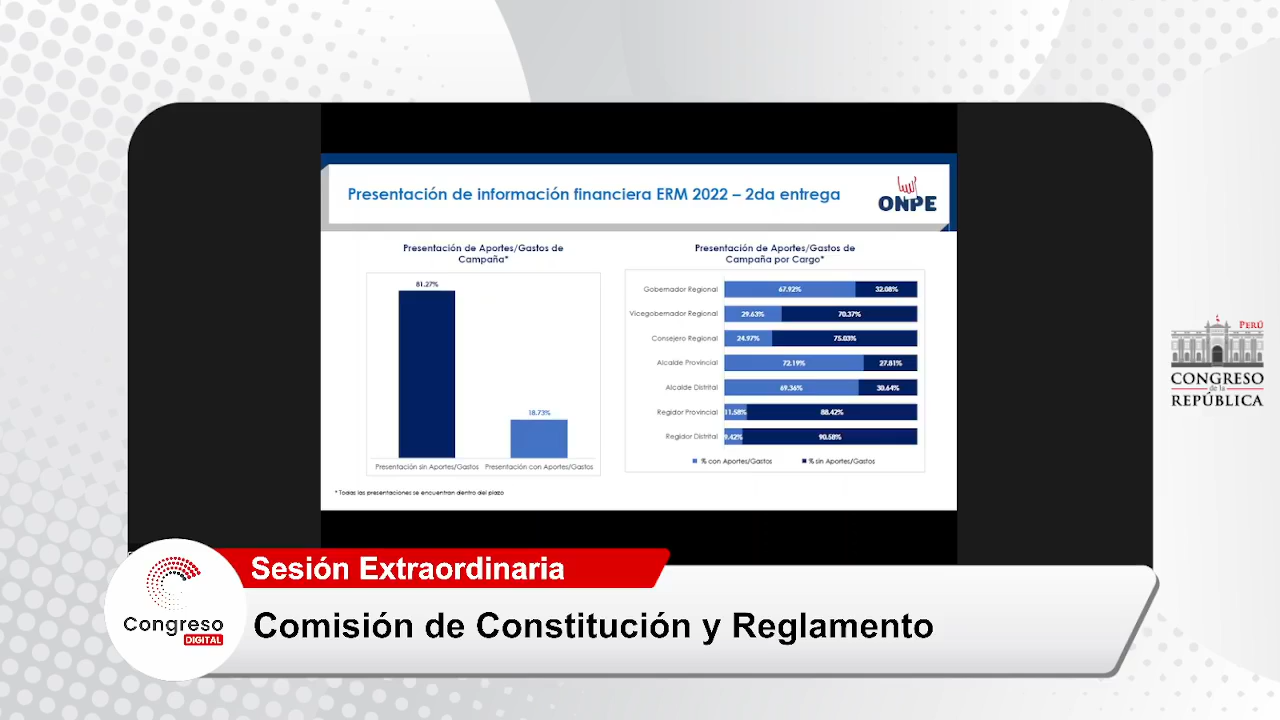 Presentación de información financiera ERM 2022 – 2da entrega
ONPE
Presentación de Aportes/Gastos de
Campaña*
81.27%
18.73%
Presentación sin Aportes/Gastos
Presentación con Aportes/Gastos
Presentación de Aportes/Gastos de
Campaña por Cargo*
Gobernador Regional 67.92% 32.08%
Vicegobernador Regional 29.63% 70.37%
Consejero Regional 24.97% 75.03%
Alcalde Provincial 72.19% 27.81%
Alcalde Distrital 69.36% 30.64%
Regidor Provincial 11.58% 88.42%
Regidor Distrital 9.42% 90.58%
% con Aportes/Gastos % sin Aportes/Gastos
* Todas las presentaciones se encuentran dentro del plazo
PERÚ
CONGRESO
de la
REPÚBLICA
Congreso
DIGITAL
Sesión Extraordinaria
Comisión de Constitución y Reglamento